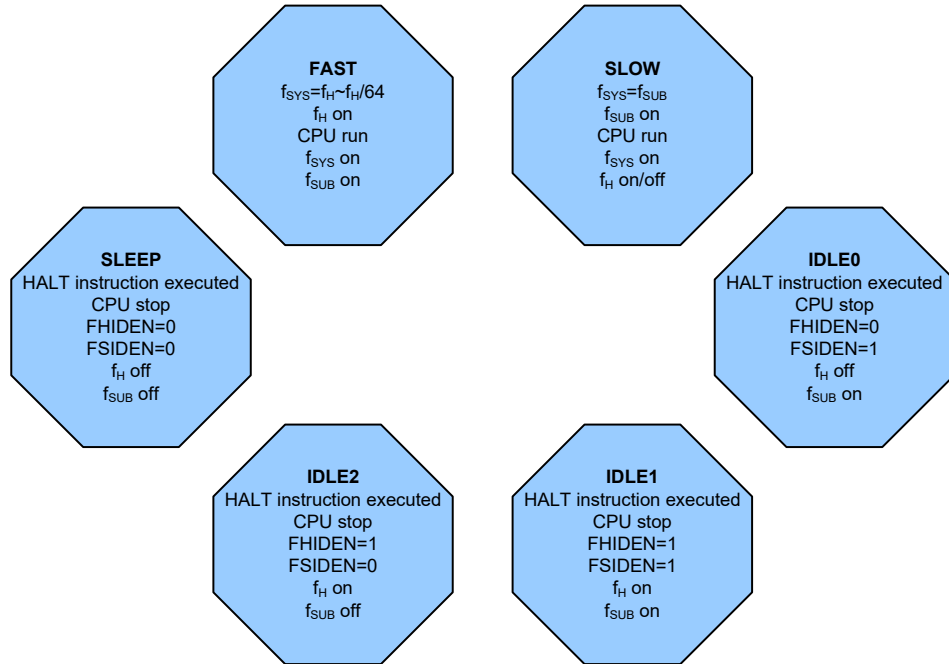 FAST
fSYS=fH~fH/64
fH on
CPU run
fSYS on
fSUB on
SLOW
fSYS=fSUB
fSUB on
CPU run
fSYS on
fH on/off
SLEEP
HALT instruction executed
CPU stop
FHIDEN=0
FSIDEN=0
fH off
fSUB off
IDLE0
HALT instruction executed
CPU stop
FHIDEN=0
FSIDEN=1
fH off
fSUB on
IDLE2
HALT instruction executed
CPU stop
FHIDEN=1
FSIDEN=0
fH on
fSUB off
IDLE1
HALT instruction executed
CPU stop
FHIDEN=1
FSIDEN=1
fH on
fSUB on